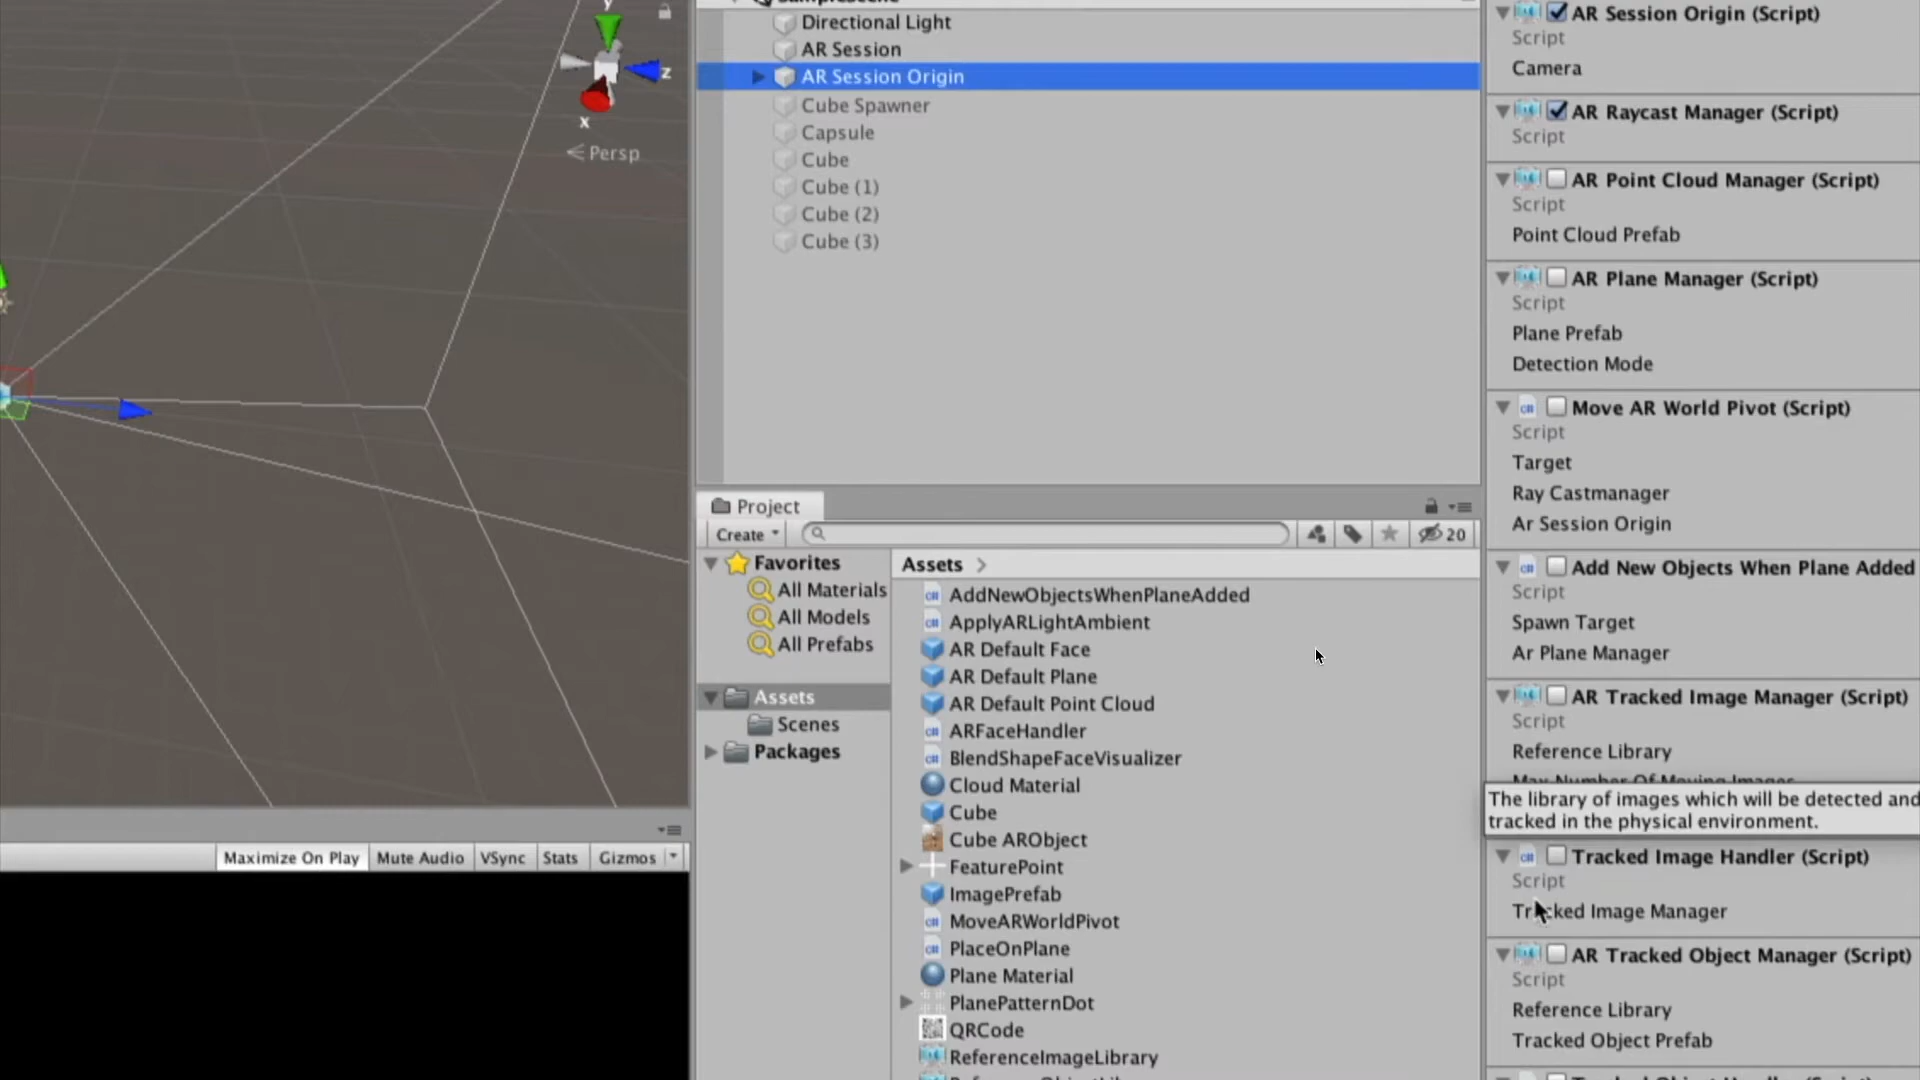 y
z
x
Persp
Directional Light
AR Session
AR Session Origin
Cube Spawner
Capsule
Cube
Cube (1)
Cube (2)
Cube (3)
Project
Create
20
Favorites
All Materials
All Models
All Prefabs
Assets
Scenes
Packages
Assets
AddNewObjectsWhenPlaneAdded
ApplyARLightAmbient
AR Default Face
AR Default Plane
AR Default Point Cloud
ARFaceHandler
BlendShapeFaceVisualizer
Cloud Material
Cube
Cube ARObject
FeaturePoint
ImagePrefab
MoveARWorldPivot
PlaceOnPlane
Plane Material
PlanePatternDot
QRCode
ReferenceImageLibrary
Maximize On Play Mute Audio VSync Stats Gizmos
AR Session Origin (Script)
Script
Camera
AR Raycast Manager (Script)
Script
AR Point Cloud Manager (Script)
Script
Point Cloud Prefab
AR Plane Manager (Script)
Script
Plane Prefab
Detection Mode
Move AR World Pivot (Script)
Script
Target
Ray Castmanager
Ar Session Origin
Add New Objects When Plane Added
Script
Spawn Target
Ar Plane Manager
AR Tracked Image Manager (Script)
Script
Reference Library
Max Number Of Moving Images
The library of images which will be detected and
tracked in the physical environment.
Tracked Image Handler (Script)
Script
Tracked Image Manager
AR Tracked Object Manager (Script)
Script
Reference Library
Tracked Object Prefab